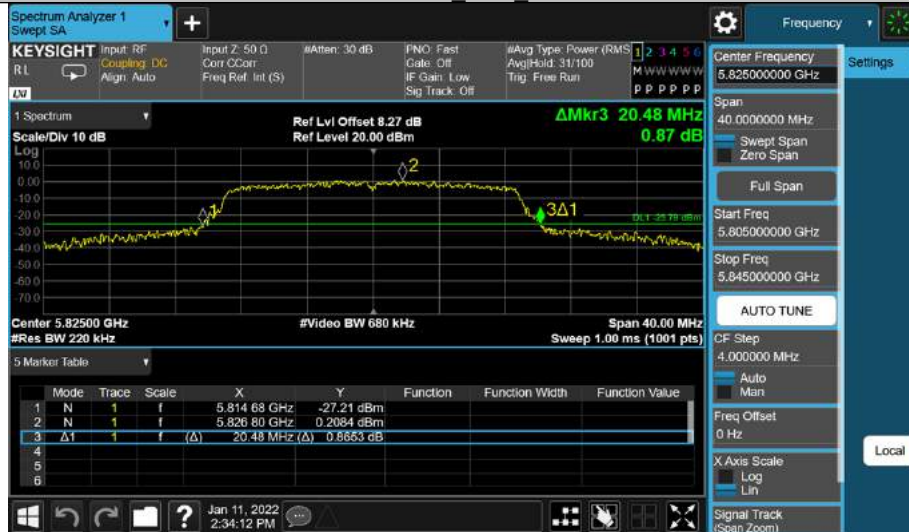 Spectrum Analyzer 1
Swept SA
Frequency
KEYSIGHT
RL
LXI
Input: RF
Coupling: DC
Align: Auto
Input Z: 50 Ω
Corr CCorr
Freq Ref: Int (S)
#Atten: 30 dB
PNO: Fast
Gate: Off
IF Gain: Low
Sig Track: Off
#Avg Type: Power (RMS
Avg|Hold: 31/100
Trig: Free Run
1 2 3 4 5 6
M W W W W W
P P P P P P
1 Spectrum
Scale/Div 10 dB
Ref Lvl Offset 8.27 dB
Ref Level 20.00 dBm
ΔMkr3 20.48 MHz
0.87 dB
Log
10.0
0.00
-10.0
-20.0
-30.0
-40.0
-50.0
-60.0
-70.0
1
2
3Δ1
DL1 -25.79 dBm
Center 5.82500 GHz
#Video BW 680 kHz
Span 40.00 MHz
#Res BW 220 kHz
Sweep 1.00 ms (1001 pts)
5 Marker Table
Mode Trace Scale X Y Function Function Width Function Value
1 N 1 f 5.814 68 GHz -27.21 dBm
2 N 1 f 5.826 80 GHz 0.2084 dBm
3 Δ1 1 f (Δ) 20.48 MHz (Δ) 0.8653 dB
4
5
6
Jan 11, 2022
2:34:12 PM
?
Center Frequency
5.825000000 GHz
Span
40.0000000 MHz
Swept Span
Zero Span
Full Span
Start Freq
5.805000000 GHz
Stop Freq
5.845000000 GHz
AUTO TUNE
CF Step
4.000000 MHz
Auto
Man
Freq Offset
0 Hz
X Axis Scale
Log
Lin
Signal Track
(Span Zoom)
Settings
Local